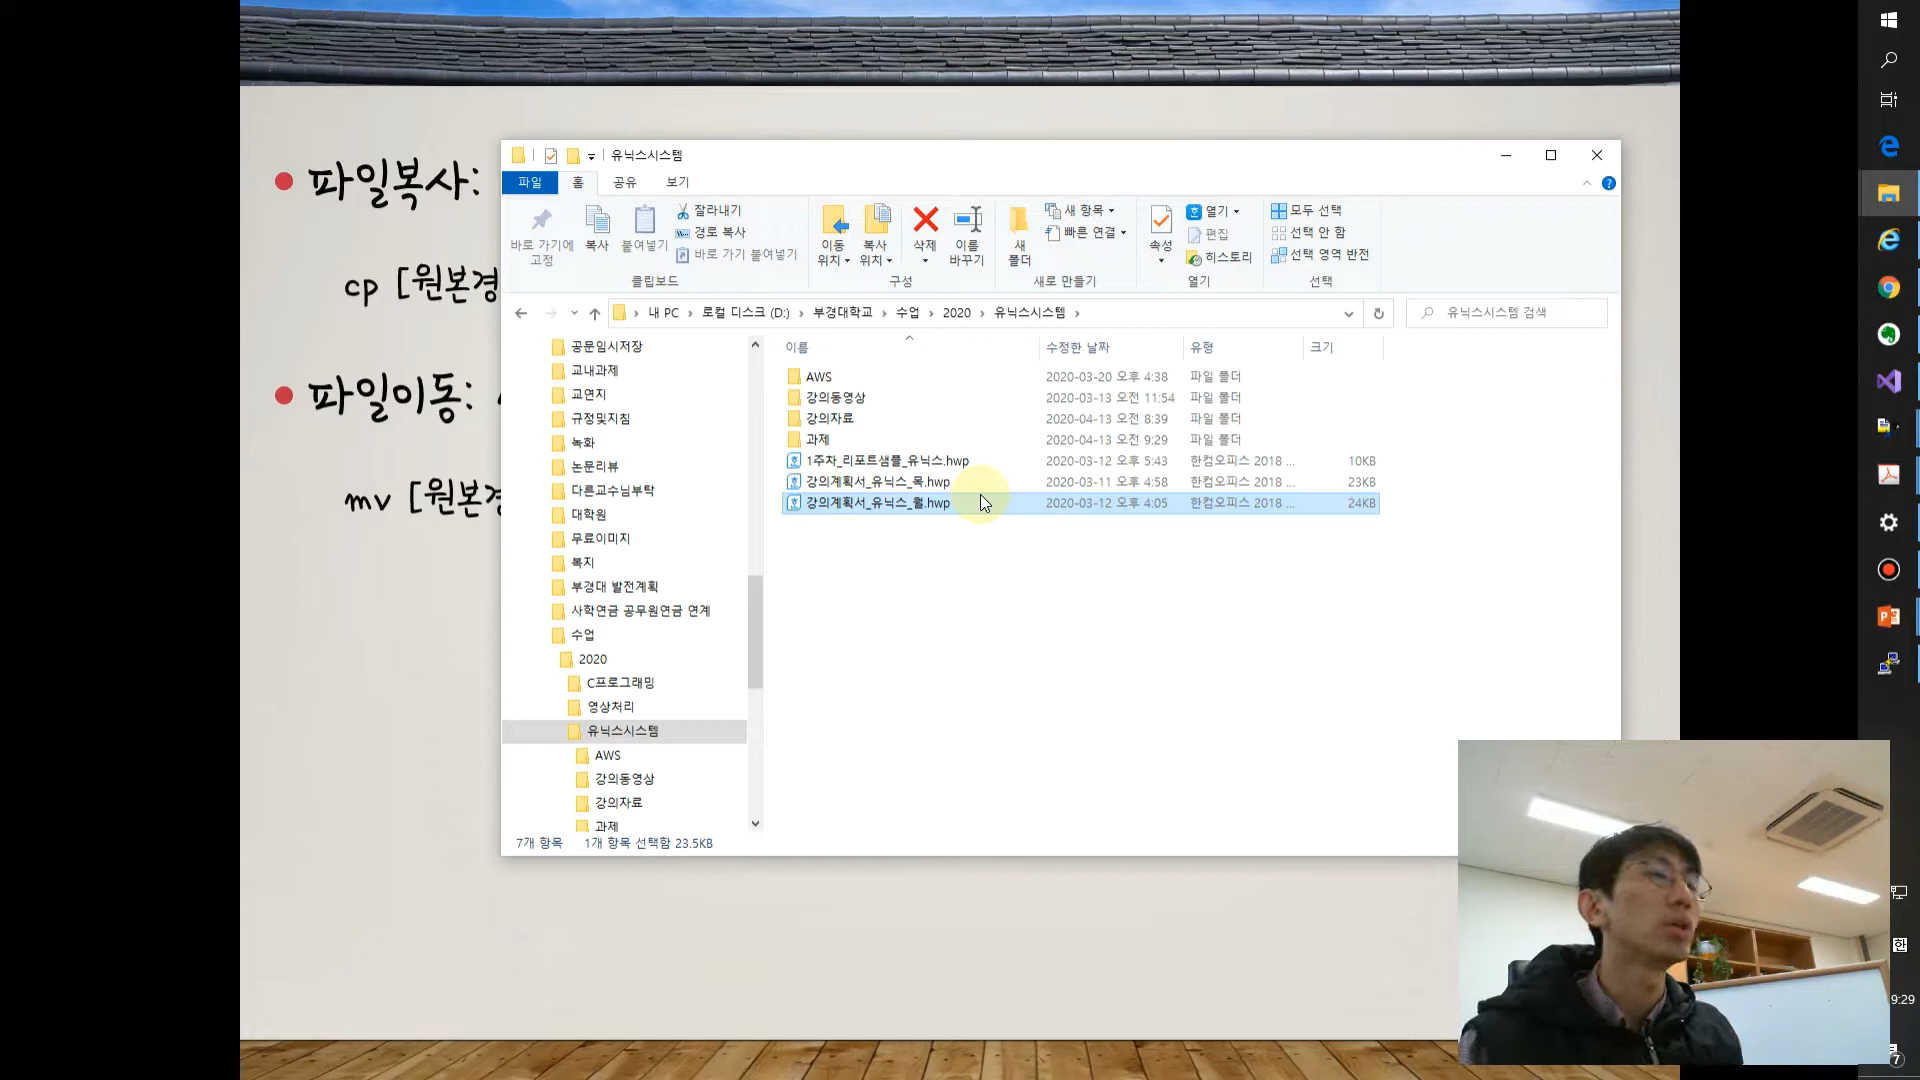 파일복사:
cp [원본경
파일이동:
mv [원본경
유닉스시스템
파일 홈 공유 보기
바로 가기에 고정
복사
붙여넣기
잘라내기
경로 복사
바로 가기 붙여넣기
클립보드
이동 위치
복사 위치
삭제
이름 바꾸기
구성
새 폴더
새 항목
빠른 연결
새로 만들기
속성
열기
편집
히스토리
열기
모두 선택
선택 안 함
선택 영역 반전
선택
내 PC > 로컬 디스크 (D:) > 부경대학교 > 수업 > 2020 > 유닉스시스템 >
유닉스시스템 검색
공문임시저장
교내과제
교연지
규정및지침
녹화
논문리뷰
다른교수님부탁
대학원
무료이미지
복지
부경대 발전계획
사학연금 공무원연금 연계
수업
2020
C프로그래밍
영상처리
유닉스시스템
AWS
강의동영상
강의자료
과제
이름 수정한 날짜 유형 크기
AWS 2020-03-20 오후 4:38 파일 폴더
강의동영상 2020-03-13 오전 11:54 파일 폴더
강의자료 2020-04-13 오전 8:39 파일 폴더
과제 2020-04-13 오전 9:29 파일 폴더
1주차_리포트샘플_유닉스.hwp 2020-03-12 오후 5:43 한컴오피스 2018 ... 10KB
강의계획서_유닉스_목.hwp 2020-03-11 오후 4:58 한컴오피스 2018 ... 23KB
강의계획서_유닉스_월.hwp 2020-03-12 오후 4:05 한컴오피스 2018 ... 24KB
7개 항목 1개 항목 선택함 23.5KB
한
9:29
7